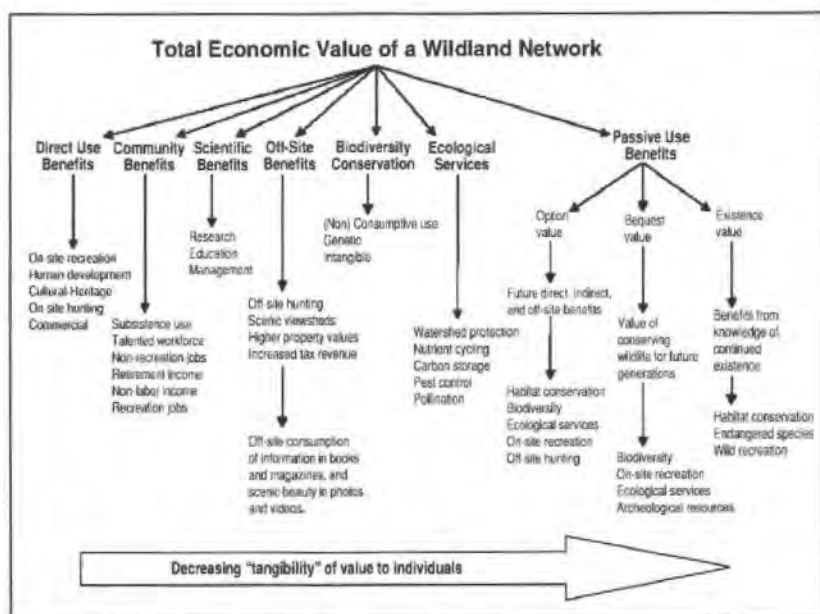 Total Economic Value of a Wildland Network
Direct Use
Benefits
Community
Benefits
Scientific
Benefits
Off-Site
Benefits
Biodiversity
Conservation
Ecological
Services
Passive Use
Benefits
On-site recreation
Human development
Cultural-Heritage
On site hunting
Commercial
Subsistence use
Talented workforce
Non-recreation jobs
Retirement income
Non-labor income
Recreation jobs
Research
Education
Management
Off site hunting
Scenic viewsheds
Higher property values
Increased tax revenue
Off-site consumption
of information in books
and magazines, and
scenic beauty in photos
and videos.
(Non) Consumptive use
Genetic
Intangible
Watershed protection
Nutrient cycling
Carbon storage
Pest control
Pollination
Option
value
Future direct, indirect,
and off-site benefits
Habitat conservation
Biodiversity
Ecological services
On-site recreation
Off site hunting
Bequest
value
Value of
conserving
wildlife for future
generations
Biodiversity
On-site recreation
Ecological services
Archeological resources
Existence
value
Benefits from
knowledge of
continued
existence
Habitat conservation
Endangered species
Wild recreation
Decreasing "tangibility" of value to individuals